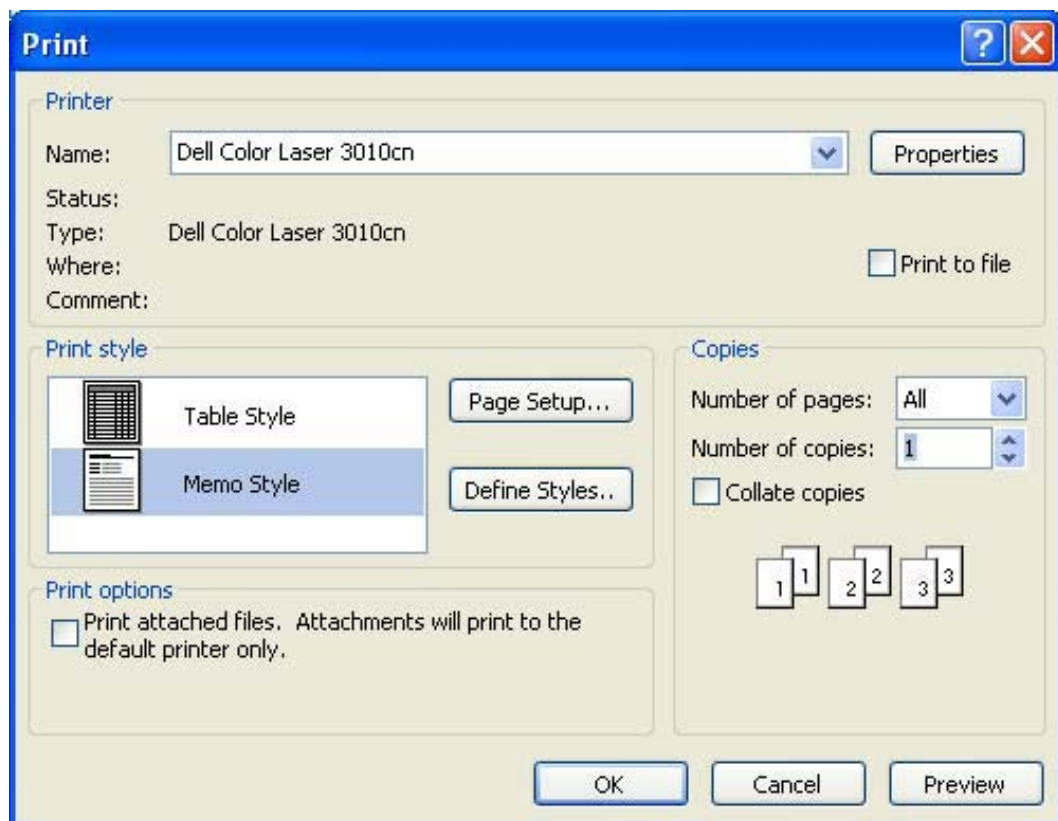 Print
Printer
Name: Dell Color Laser 3010cn Properties
Status:
Type: Dell Color Laser 3010cn
Where: Print to file
Comment:
Print style
Table Style
Memo Style
Page Setup...
Define Styles..
Copies
Number of pages: All
Number of copies: 1
Collate copies
1 1 2 2 3 3
Print options
Print attached files. Attachments will print to the
default printer only.
OK Cancel Preview